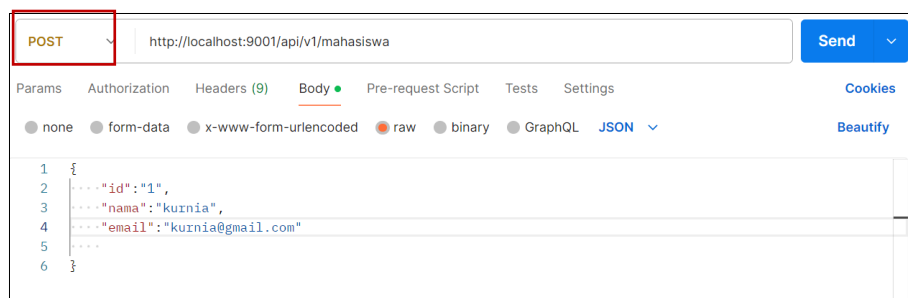 POST http://localhost:9001/api/v1/mahasiswa Send
Params Authorization Headers (9) Body Pre-request Script Tests Settings Cookies
none form-data x-www-form-urlencoded raw binary GraphQL JSON Beautify
1 {
2 ····"id":"1",
3 ····"nama":"kurnia",
4 ····"email":"kurnia@gmail.com"
5 ····
6 }